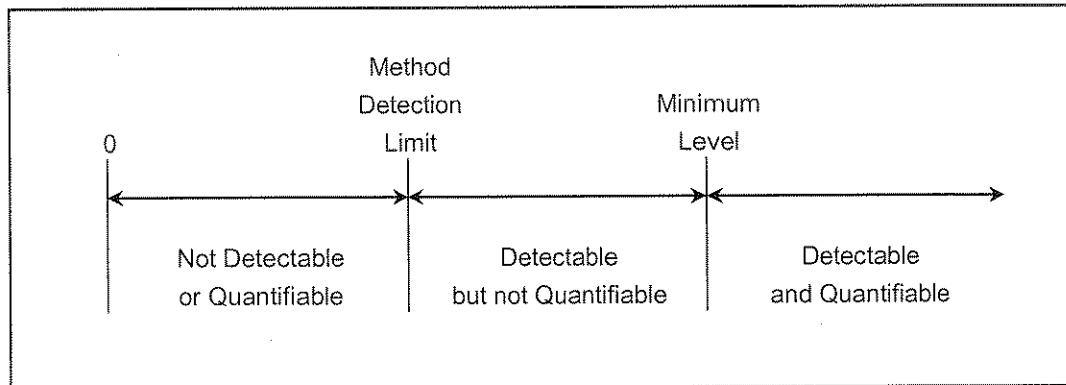 0
Method
Detection
Limit
Minimum
Level
Not Detectable
or Quantifiable
Detectable
but not Quantifiable
Detectable
and Quantifiable